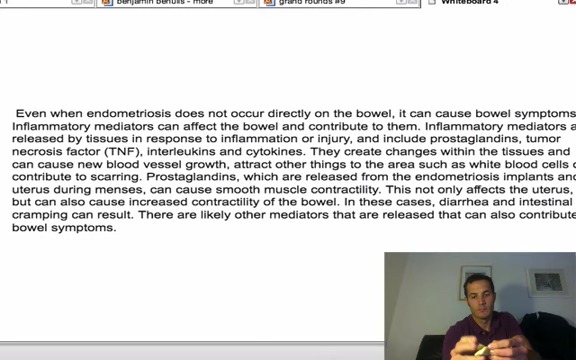 1
benjamin benulis - more
grand rounds #9
Whiteboard 4
Even when endometriosis does not occur directly on the bowel, it can cause bowel symptoms
Inflammatory mediators can affect the bowel and contribute to them. Inflammatory mediators a
released by tissues in response to inflammation or injury, and include prostaglandins, tumor
necrosis factor (TNF), interleukins and cytokines. They create changes within the tissues and
can cause new blood vessel growth, attract other things to the area such as white blood cells
contribute to scarring. Prostaglandins, which are released from the endometriosis implants and
uterus during menses, can cause smooth muscle contractility. This not only affects the uterus,
but can also cause increased contractility of the bowel. In these cases, diarrhea and intestinal
cramping can result. There are likely other mediators that are released that can also contribute
bowel symptoms.